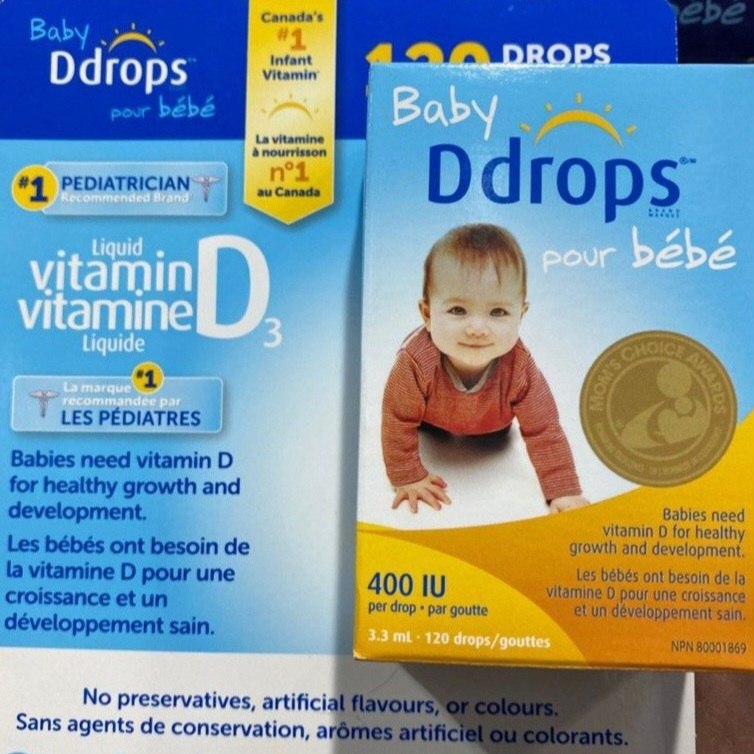 Baby
Ddrops
pour bébé
Canada's
#1
Infant
Vitamin
La vitamine
à nourrisson
n°1
au Canada
120 DROPS
#1 PEDIATRICIAN
Recommended Brand
Liquid
vitamin
vitamine
D3
Liquide
#1
La marque
recommandée par
LES PÉDIATRES
Babies need vitamin D
for healthy growth and
development.
Les bébés ont besoin de
la vitamine D pour une
croissance et un
développement sain.
No preservatives, artificial flavours, or colours.
Sans agents de conservation, arômes artificiel ou colorants.
bébé
Baby
Ddrops®
BRAND
MARQUE
pour bébé
MOM'S CHOICE AWARDS
Babies need
vitamin D for healthy
growth and development.
Les bébés ont besoin de la
vitamine D pour une croissance
et un développement sain.
400 IU
per drop • par goutte
3.3 mL · 120 drops/gouttes
NPN 80001869